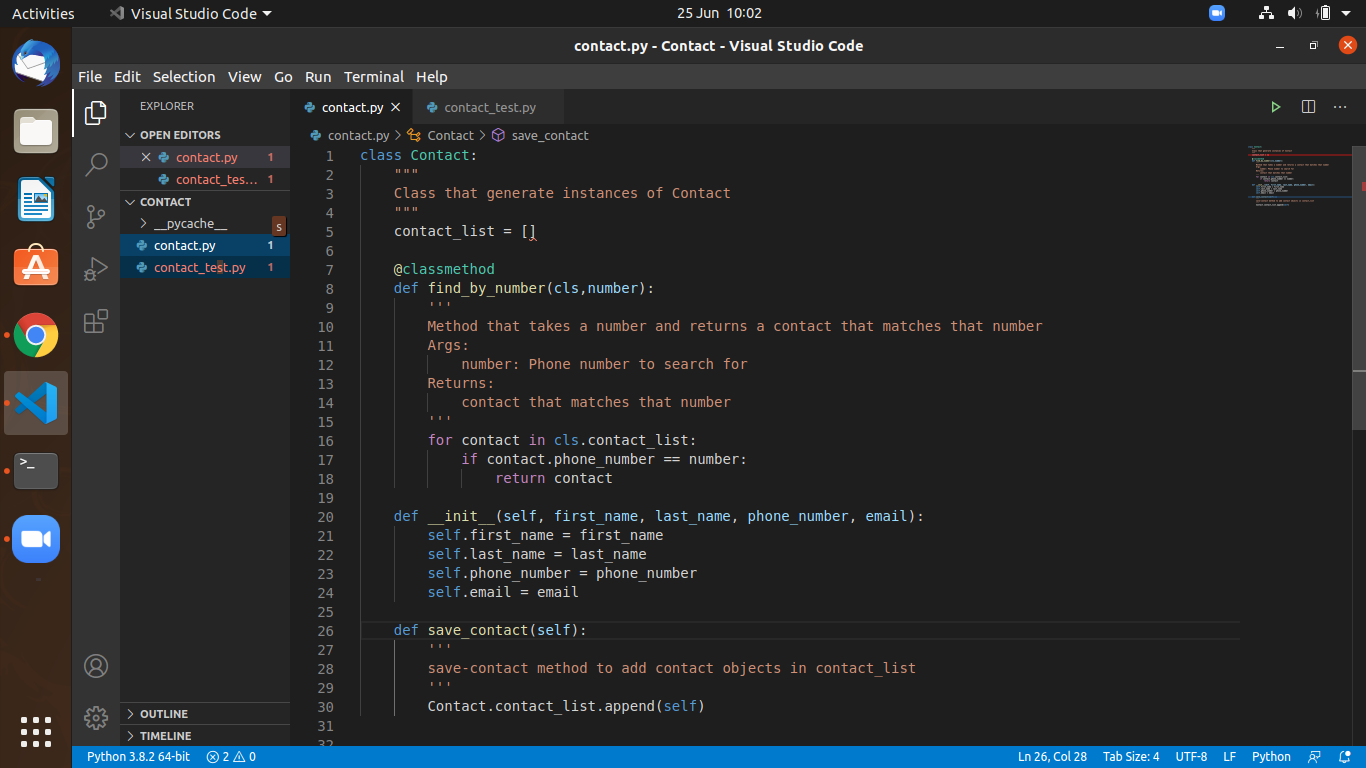 Activities Visual Studio Code 25 Jun 10:02
contact.py - Contact - Visual Studio Code
File Edit Selection View Go Run Terminal Help
EXPLORER
OPEN EDITORS
contact.py 1
contact_tes... 1
CONTACT
__pycache__
s
contact.py 1
contact_test.py 1
OUTLINE
TIMELINE
contact.py contact_test.py
contact.py > Contact > save_contact
1 class Contact:
2 """
3 Class that generate instances of Contact
4 """
5 contact_list = []
6
7 @classmethod
8 def find_by_number(cls,number):
9 '''
10 Method that takes a number and returns a contact that matches that number
11 Args:
12 number: Phone number to search for
13 Returns:
14 contact that matches that number
15 '''
16 for contact in cls.contact_list:
17 if contact.phone_number == number:
18 return contact
19
20 def __init__(self, first_name, last_name, phone_number, email):
21 self.first_name = first_name
22 self.last_name = last_name
23 self.phone_number = phone_number
24 self.email = email
25
26 def save_contact(self):
27 '''
28 save-contact method to add contact objects in contact_list
29 '''
30 Contact.contact_list.append(self)
31
32
Python 3.8.2 64-bit 2 0 Ln 26, Col 28 Tab Size: 4 UTF-8 LF Python